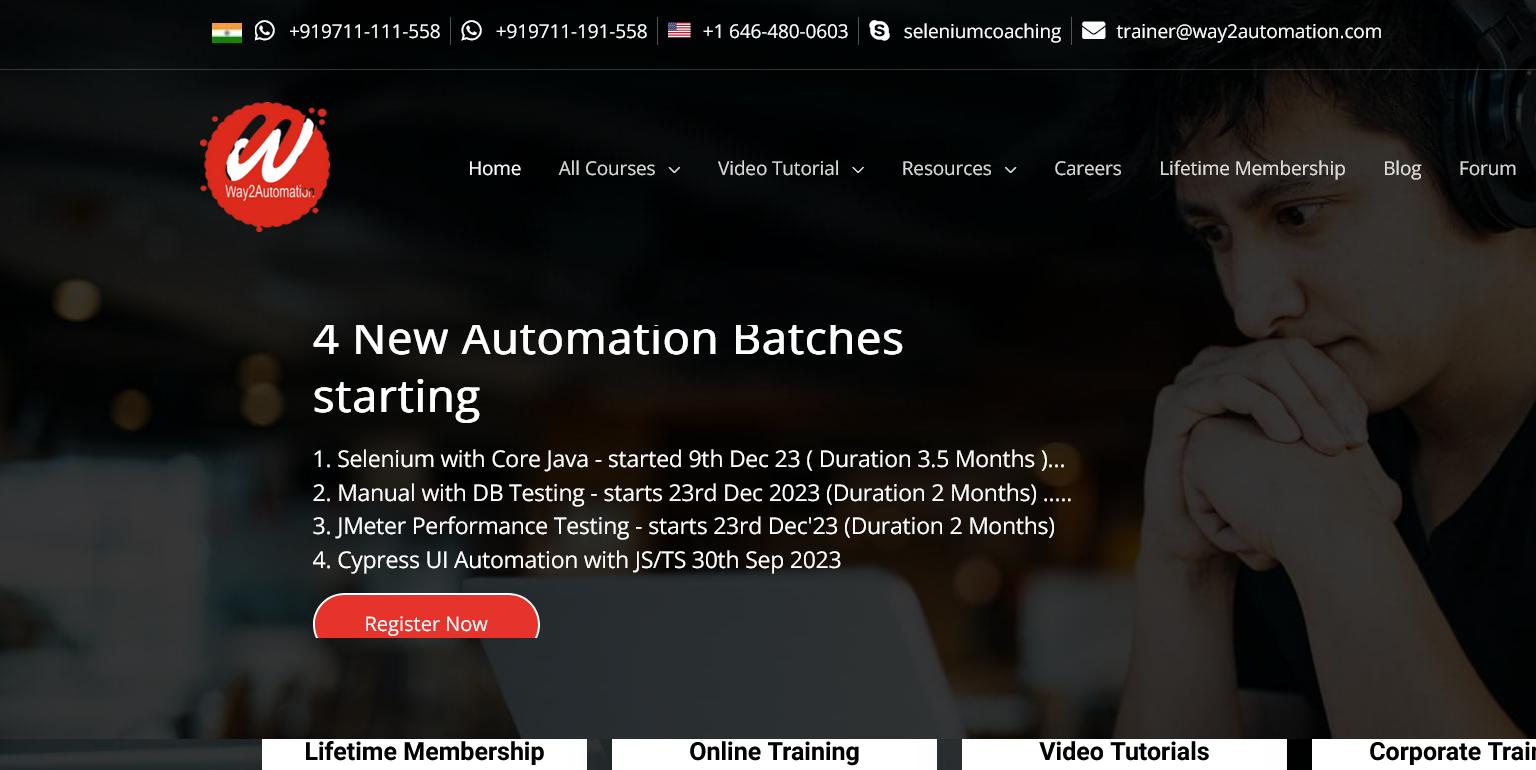 +919711-111-558 +919711-191-558 +1 646-480-0603 seleniumcoaching trainer@way2automation.com
Way2Automation
Home All Courses Video Tutorial Resources Careers Lifetime Membership Blog Forum
4 New Automation Batches
starting
1. Selenium with Core Java - started 9th Dec 23 ( Duration 3.5 Months )...
2. Manual with DB Testing - starts 23rd Dec 2023 (Duration 2 Months) .....
3. JMeter Performance Testing - starts 23rd Dec'23 (Duration 2 Months)
4. Cypress UI Automation with JS/TS 30th Sep 2023
Register Now
Lifetime Membership Online Training Video Tutorials Corporate